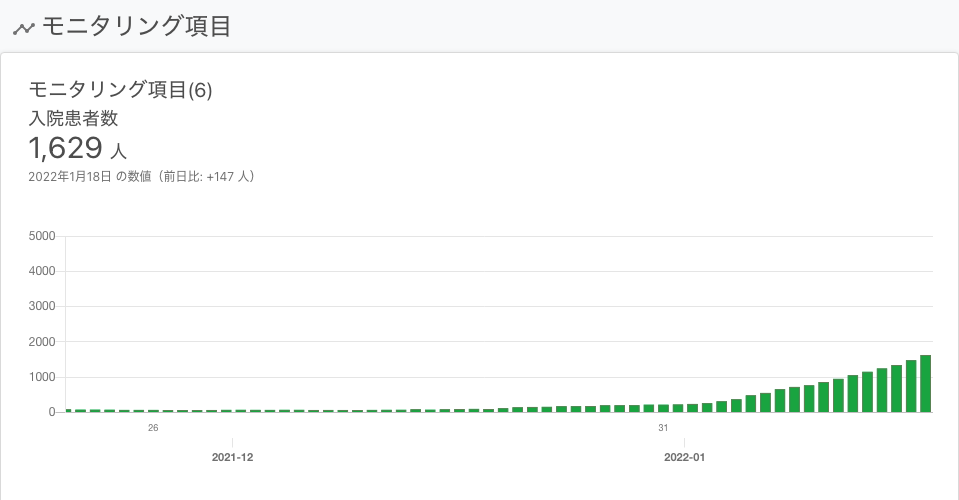 モニタリング項目
モニタリング項目(6)
入院患者数
1,629 人
2022年1月18日 の数値（前日比: +147 人）
5000
4000
3000
2000
1000
0
26 31
2021-12 2022-01